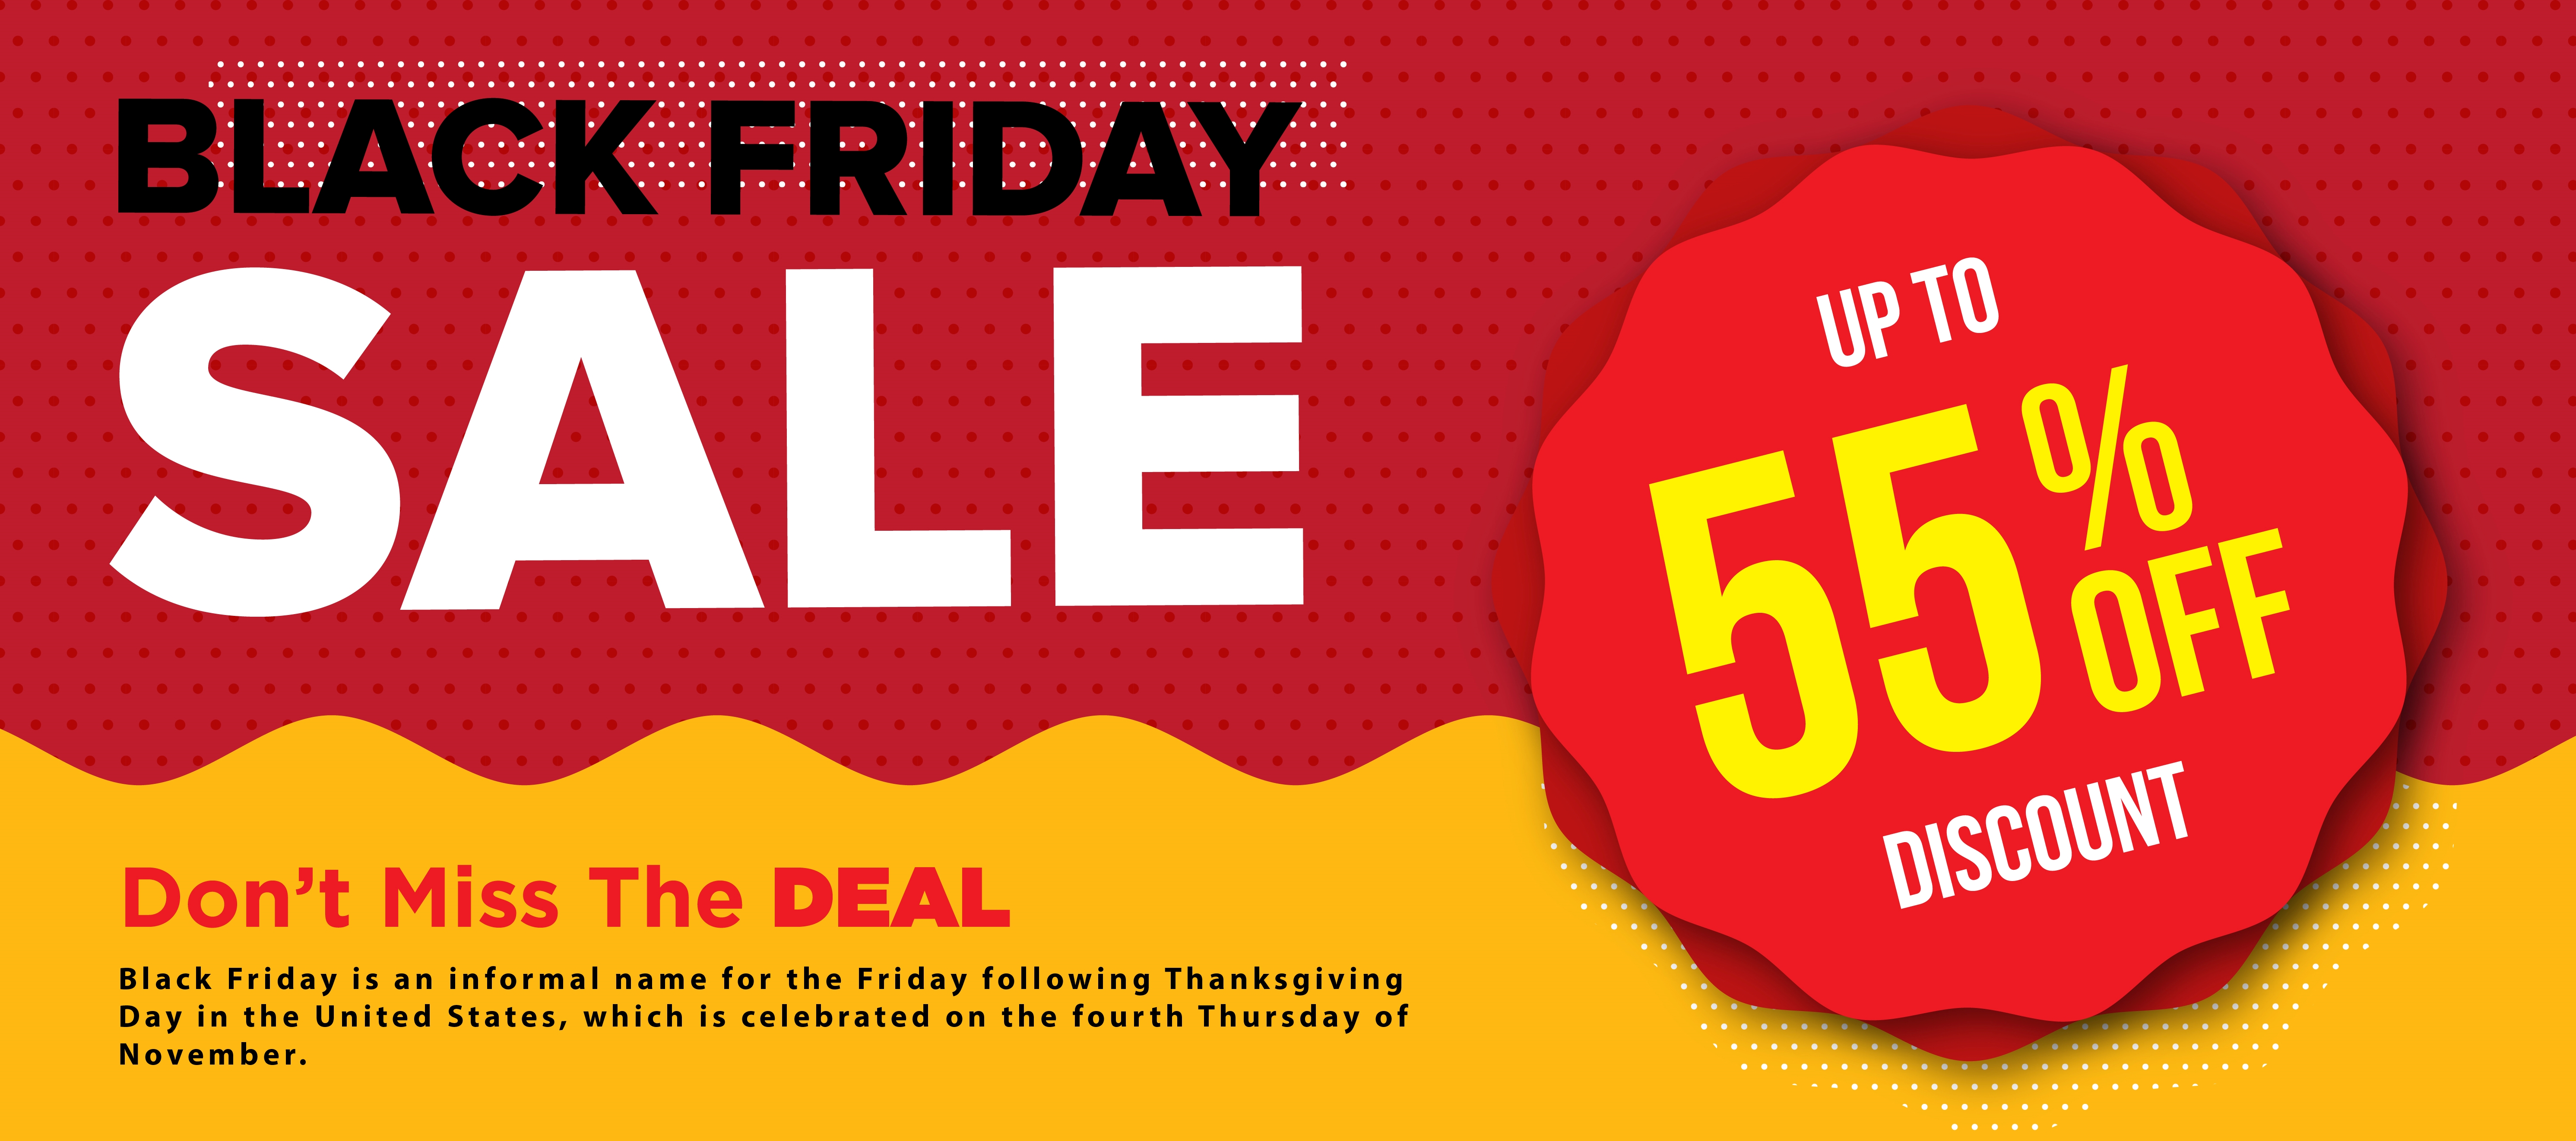 BLACK FRIDAY
SALE
UP TO
55%
OFF
DISCOUNT
Don’t Miss The DEAL
Black Friday is an informal name for the Friday following Thanksgiving
Day in the United States, which is celebrated on the fourth Thursday of
November.